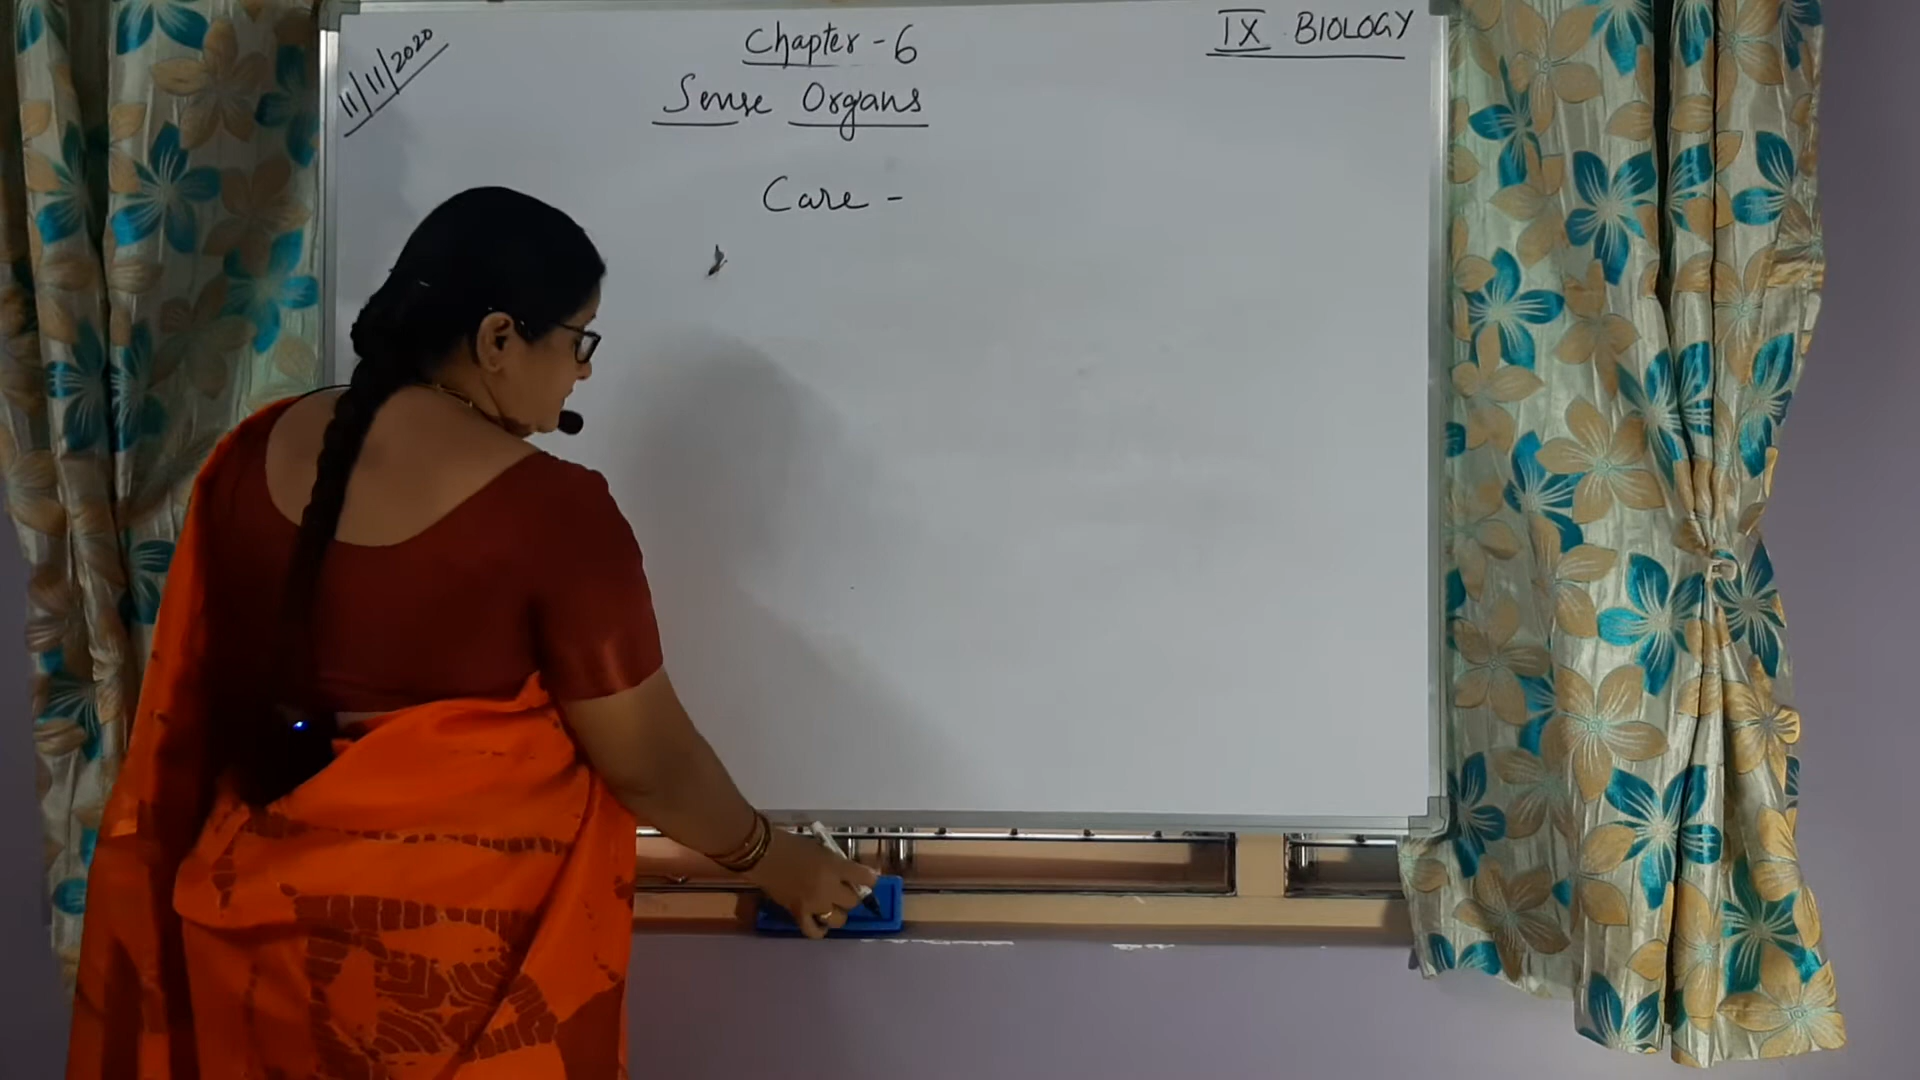 11/11/2020
Chapter - 6
IX BIOLOGY
Sense Organs
Care -